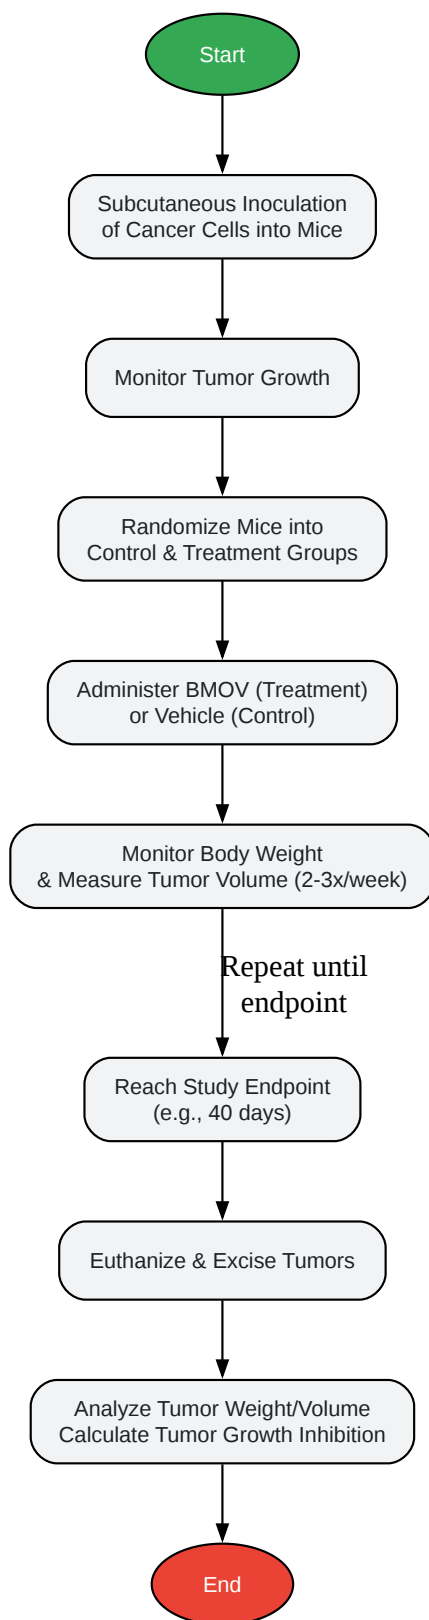 Start
Subcutaneous Inoculation
of Cancer Cells into Mice
Monitor Tumor Growth
Randomize Mice into
Control & Treatment Groups
Administer BMOV (Treatment)
or Vehicle (Control)
Monitor Body Weight
& Measure Tumor Volume (2-3x/week)
Repeat until
endpoint
Reach Study Endpoint
(e.g., 40 days)
Euthanize & Excise Tumors
Analyze Tumor Weight/Volume
Calculate Tumor Growth Inhibition
End